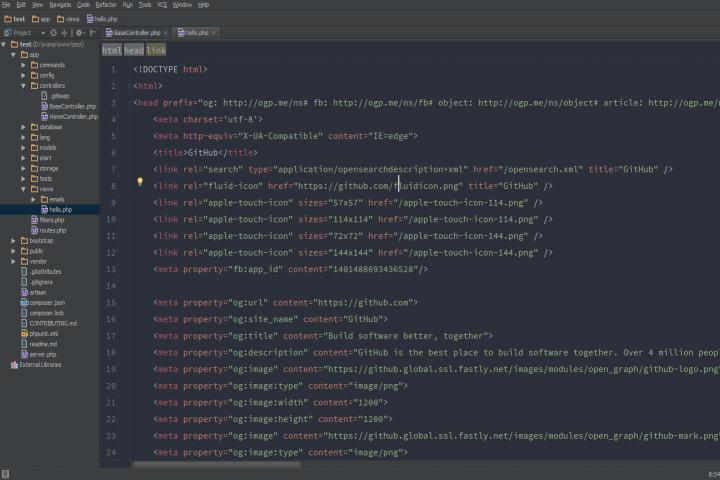 File Edit View Navigate Code Refactor Run Tools VCS Window Help
test app views hello.php
Project BaseController.php hello.php
test (D:\xampp\www\test)
app
commands
config
controllers
.gitkeep
BaseController.php
HomeController.php
database
lang
models
start
storage
tests
views
emails
hello.php
filters.php
routes.php
bootstrap
public
vendor
.gitattributes
.gitignore
artisan
composer.json
composer.lock
CONTRIBUTING.md
phpunit.xml
readme.md
server.php
External Libraries
html head link
1 <!DOCTYPE html>
2 <html>
3 <head prefix="og: http://ogp.me/ns# fb: http://ogp.me/ns/fb# object: http://ogp.me/ns/object# article: http://ogp.me/ns
4 <meta charset='utf-8'>
5 <meta http-equiv="X-UA-Compatible" content="IE=edge">
6 <title>GitHub</title>
7 <link rel="search" type="application/opensearchdescription+xml" href="/opensearch.xml" title="GitHub" />
8 <link rel="fluid-icon" href="https://github.com/fluidicon.png" title="GitHub" />
9 <link rel="apple-touch-icon" sizes="57x57" href="/apple-touch-icon-114.png" />
10 <link rel="apple-touch-icon" sizes="114x114" href="/apple-touch-icon-114.png" />
11 <link rel="apple-touch-icon" sizes="72x72" href="/apple-touch-icon-144.png" />
12 <link rel="apple-touch-icon" sizes="144x144" href="/apple-touch-icon-144.png" />
13 <meta property="fb:app_id" content="1401488693436528"/>
14
15 <meta property="og:url" content="https://github.com">
16 <meta property="og:site_name" content="GitHub">
17 <meta property="og:title" content="Build software better, together">
18 <meta property="og:description" content="GitHub is the best place to build software together. Over 4 million peopl
19 <meta property="og:image" content="https://github.global.ssl.fastly.net/images/modules/open_graph/github-logo.png"
20 <meta property="og:image:type" content="image/png">
21 <meta property="og:image:width" content="1200">
22 <meta property="og:image:height" content="1200">
23 <meta property="og:image" content="https://github.global.ssl.fastly.net/images/modules/open_graph/github-mark.png"
24 <meta property="og:image:type" content="image/png">
8:54